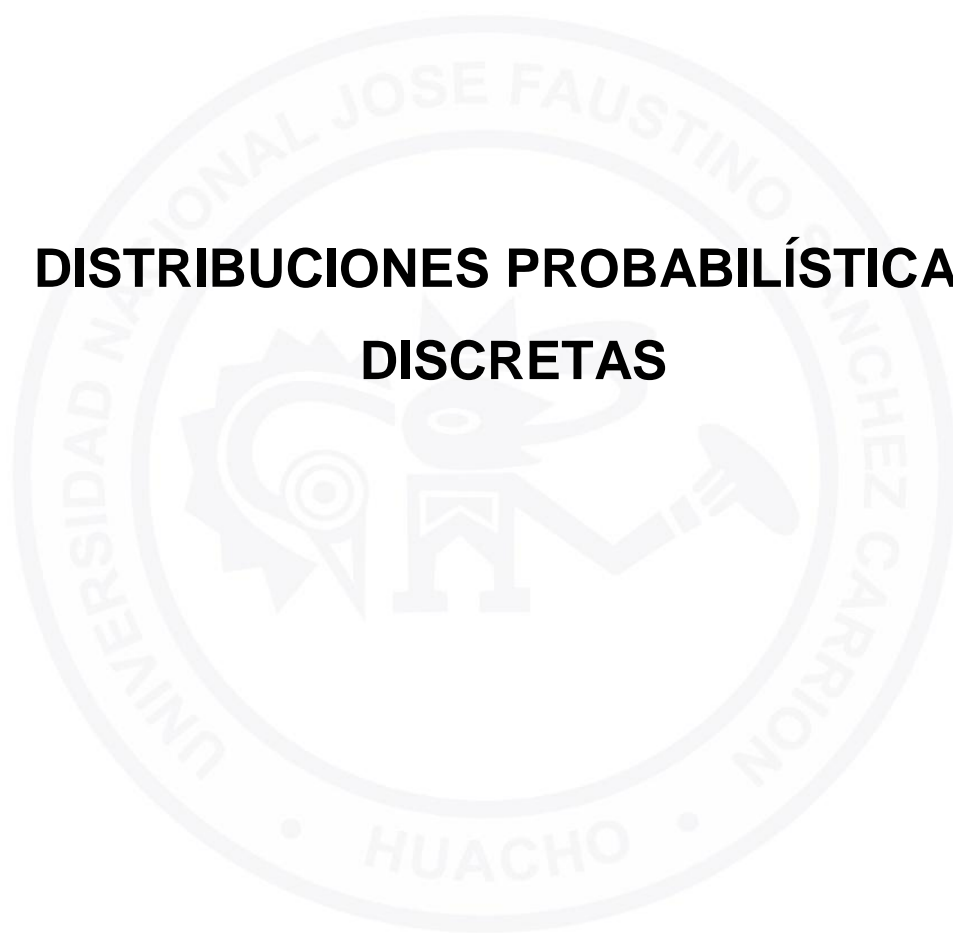 UNIVERSIDAD NACIONAL JOSE FAUSTINO SANCHEZ CARRION
DISTRIBUCIONES PROBABILÍSTICA
DISCRETAS
• HUACHO •